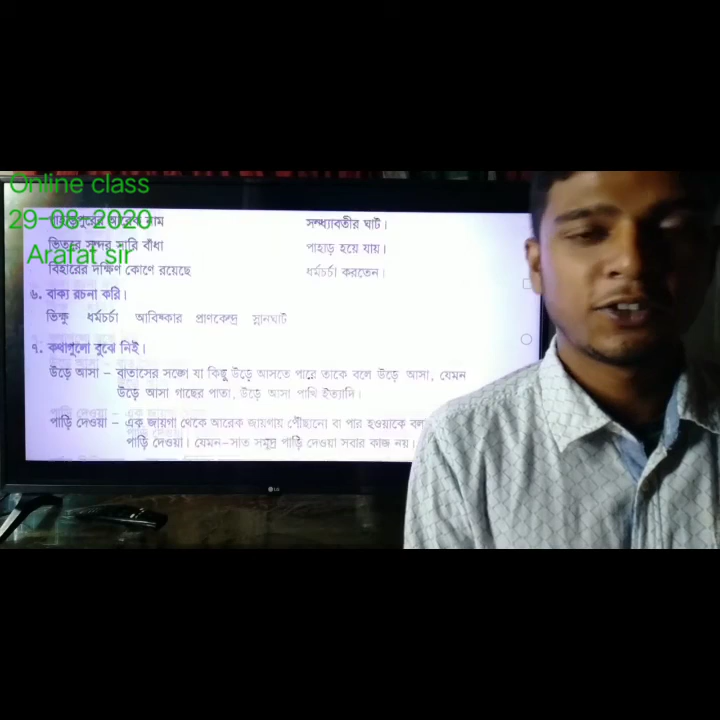 Online class
29-08-2020
Arafat sir
নাম সন্ধ্যাবতীর ঘাট।
ভিতরে সুন্দর সারি বাঁধা পাহাড় হয়ে যায়।
বিহারের দক্ষিণ কোণে রয়েছে ধর্মচর্চা করতেন।
৬. বাক্য রচনা করি।
ভিক্ষু ধর্মচর্চা আবিষ্কার প্রাণকেন্দ্র স্নানঘাট
৭. কথাগুলো বুঝে নিই।
উড়ে আসা – বাতাসের সঙ্গে যা কিছু উড়ে আসতে পারে তাকে বলে উড়ে আসা, যেমন
উড়ে আসা গাছের পাতা, উড়ে আসা পাখি ইত্যাদি।
পাড়ি দেওয়া – এক জায়গা থেকে আরেক জায়গায় পৌঁছানো বা পার হওয়াকে বলা
পাড়ি দেওয়া। যেমন–সাত সমুদ্র পাড়ি দেওয়া সবার কাজ নয়।
LG